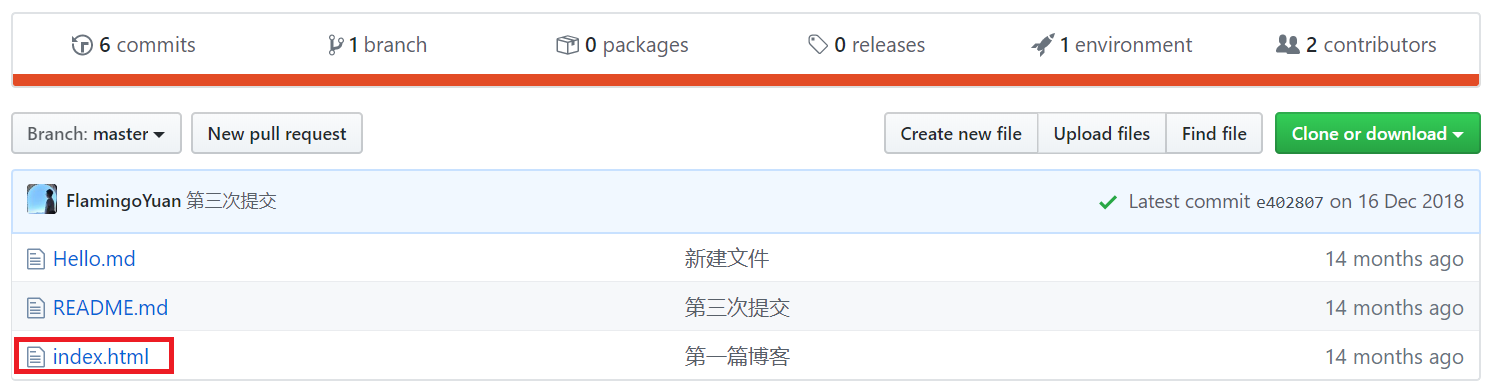 6 commits 1 branch 0 packages 0 releases 1 environment 2 contributors
Branch: master New pull request Create new file Upload files Find file Clone or download
FlamingoYuan 第三次提交 Latest commit e402807 on 16 Dec 2018
Hello.md 新建文件 14 months ago
README.md 第三次提交 14 months ago
index.html 第一篇博客 14 months ago